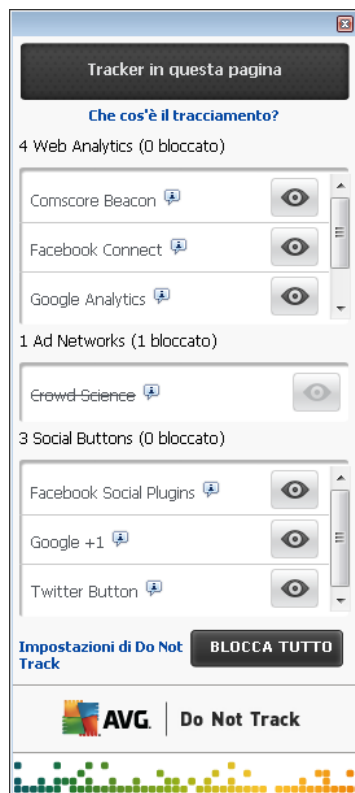 Tracker in questa pagina
Che cos'è il tracciamento?
4 Web Analytics (0 bloccato)
Comscore Beacon
Facebook Connect
Google Analytics
1 Ad Networks (1 bloccato)
Crowd Science
3 Social Buttons (0 bloccato)
Facebook Social Plugins
Google +1
Twitter Button
Impostazioni di Do Not
Track
BLOCCA TUTTO
AVG. Do Not Track